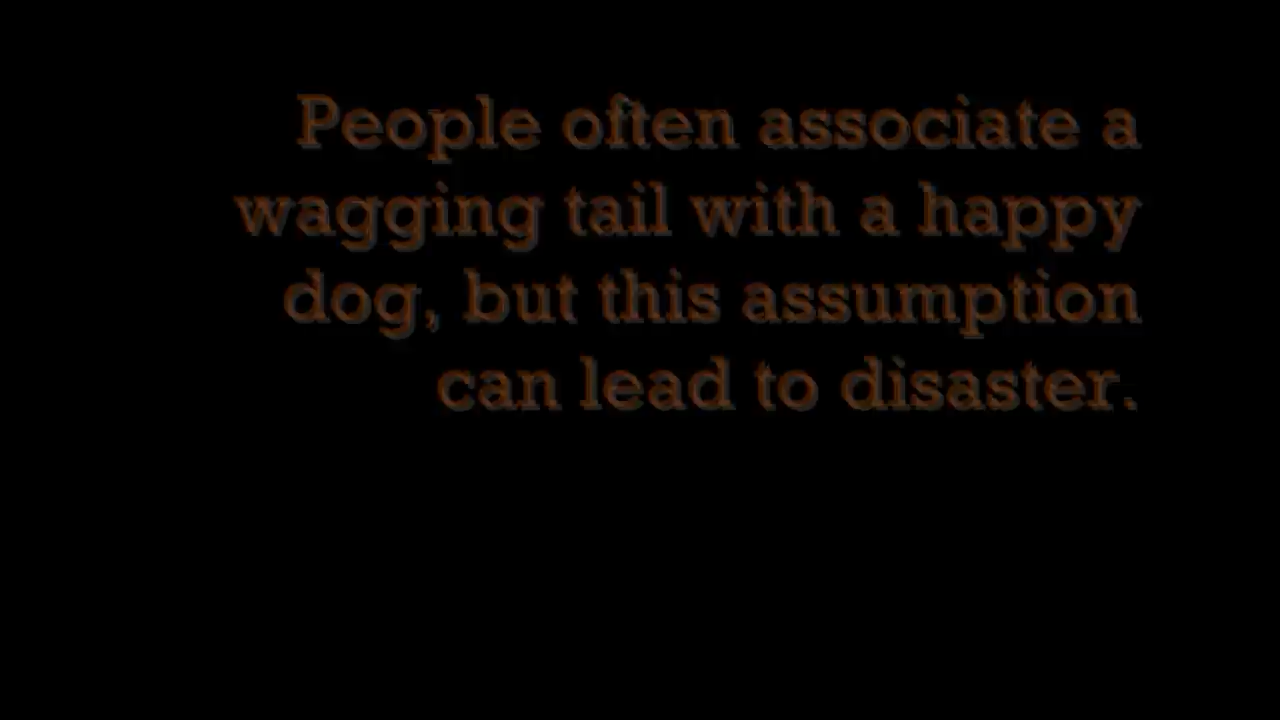 People often associate a
wagging tail with a happy
dog, but this assumption
can lead to disaster.